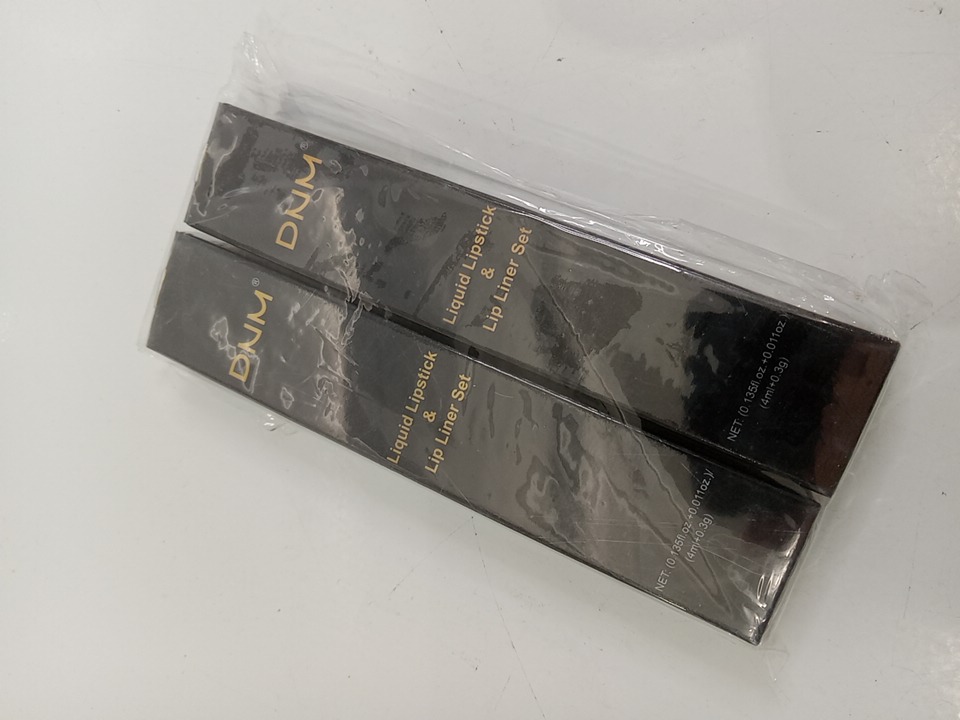 DNM®
Liquid Lipstick
&
Lip Liner Set
NET: (0.135fl.oz.+0.011oz.)/
(4ml+0.3g)
DNM®
Liquid Lipstick
&
Lip Liner Set
NET: (0.135fl.oz.+0.011oz.)/
(4ml+0.3g)